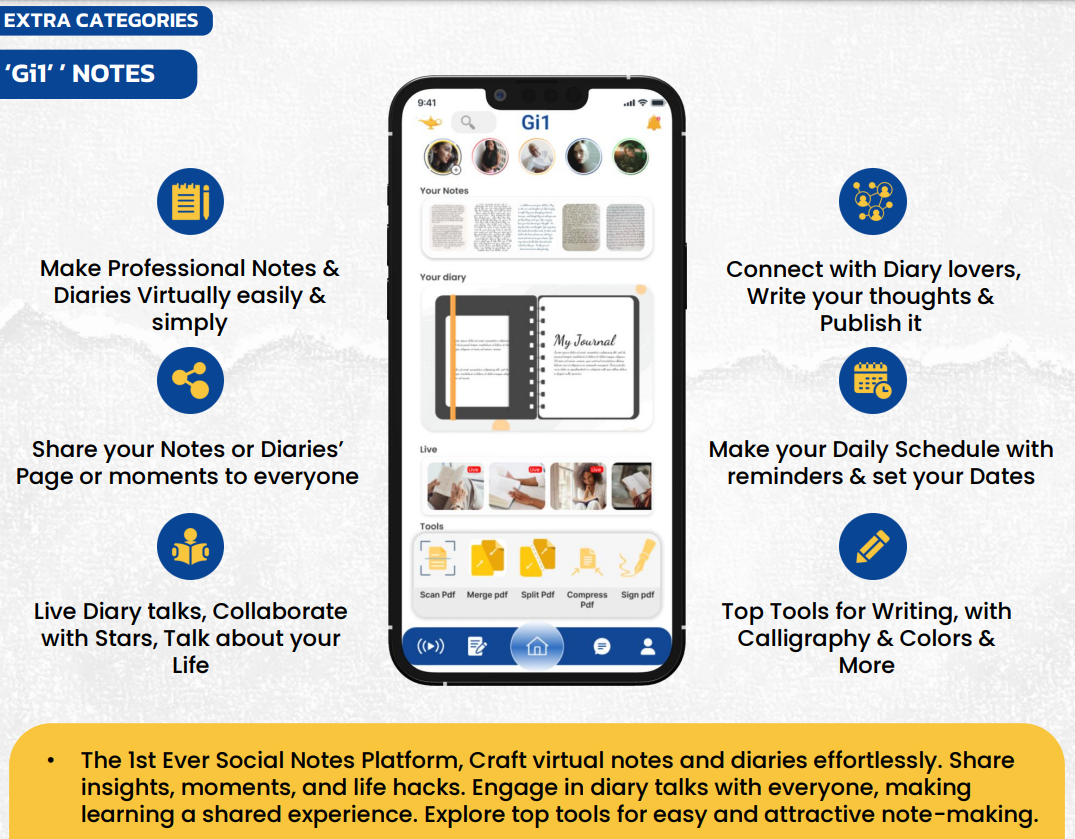 EXTRA CATEGORIES
‘Gi1’ ’ NOTES
Make Professional Notes &
Diaries Virtually easily &
simply
Share your Notes or Diaries’
Page or moments to everyone
Live Diary talks, Collaborate
with Stars, Talk about your
Life
9:41
Gi1
Your Notes
Your diary
My Journal
Live
Live
Live
Live
Tools
Scan Pdf
Merge pdf
Split Pdf
Compress
Pdf
Sign pdf
Connect with Diary lovers,
Write your thoughts &
Publish it
Make your Daily Schedule with
reminders & set your Dates
Top Tools for Writing, with
Calligraphy & Colors &
More
• The 1st Ever Social Notes Platform, Craft virtual notes and diaries effortlessly. Share
insights, moments, and life hacks. Engage in diary talks with everyone, making
learning a shared experience. Explore top tools for easy and attractive note-making.